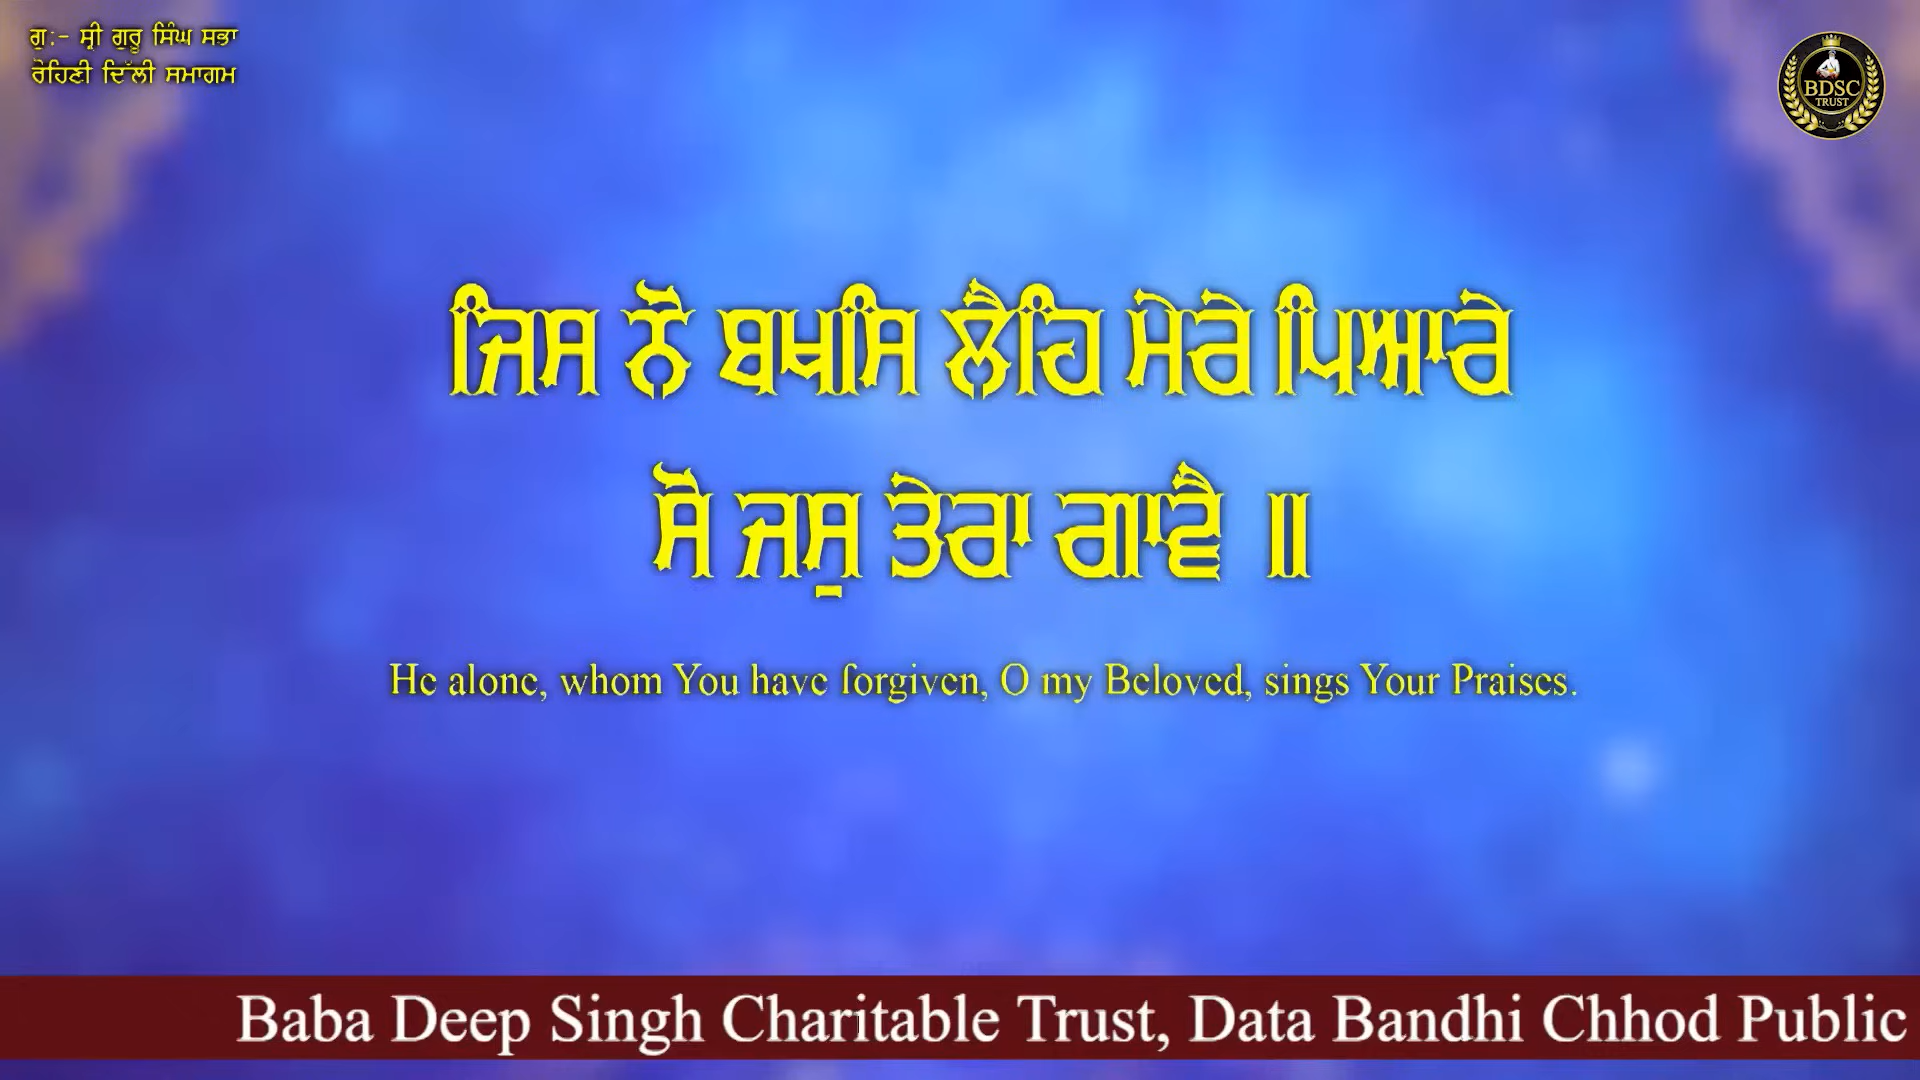 ਗੁ:- ਸ੍ਰੀ ਗੁਰੂ ਸਿੰਘ ਸਭਾ
ਰੋਹਿਣੀ ਦਿੱਲੀ ਸਮਾਗਮ
BDSC
TRUST
ਜਿਸ ਨੋ ਬਖਸਿ ਲੈਹਿ ਮੇਰੇ ਪਿਆਰੇ
ਸੋ ਜਸੁ ਤੇਰਾ ਗਾਵੈ ॥
He alone, whom You have forgiven, O my Beloved, sings Your Praises.
Baba Deep Singh Charitable Trust, Data Bandhi Chhod Public